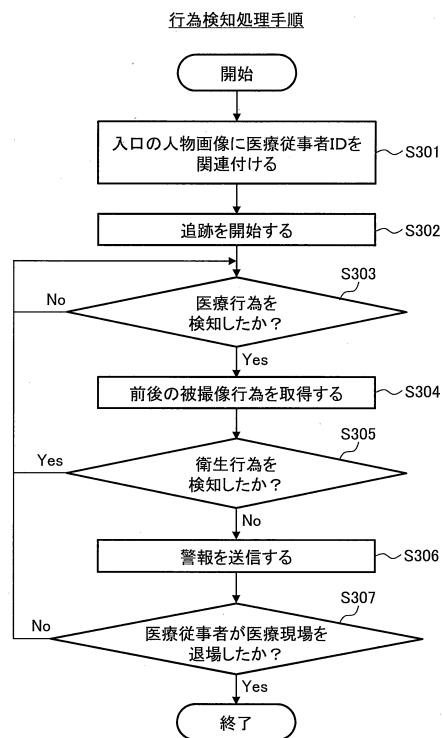 行為検知処理手順
開始
入口の人物画像に医療従事者IDを
関連付ける
S301
追跡を開始する
S302
S303
No
医療行為を
検知したか？
Yes
前後の被撮像行為を取得する
S304
S305
Yes
衛生行為を
検知したか？
No
警報を送信する
S306
S307
No
医療従事者が医療現場を
退場したか？
Yes
終了